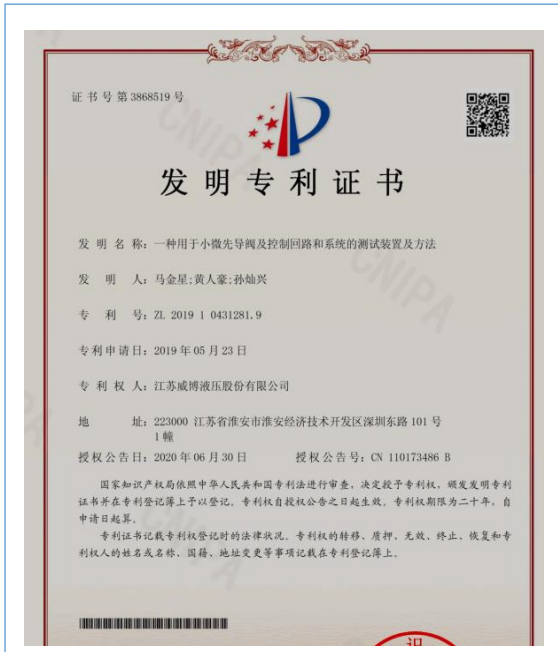 证书号第3868519号
发明专利证书
发明名称：一种用于小微先导阀及控制回路和系统的测试装置及方法
发明人：马金星;黄人豪;孙灿兴
专利号：ZL 2019 1 0431281.9
专利申请日：2019年05月23日
专利权人：江苏威博液压股份有限公司
地址：223000 江苏省淮安市淮安经济技术开发区深圳东路101号
1幢
授权公告日：2020年06月30日 授权公告号：CN 110173486 B
国家知识产权局依照中华人民共和国专利法进行审查，决定授予专利权，颁发发明专利
证书并在专利登记簿上予以登记。专利权自授权公告之日起生效。专利权期限为二十年，自
申请日起算。
专利证书记载专利权登记时的法律状况。专利权的转移、质押、无效、终止、恢复和专
利权人的姓名或名称、国籍、地址变更等事项记载在专利登记簿上。
CNIPA
CNIPA
CNIPA
识